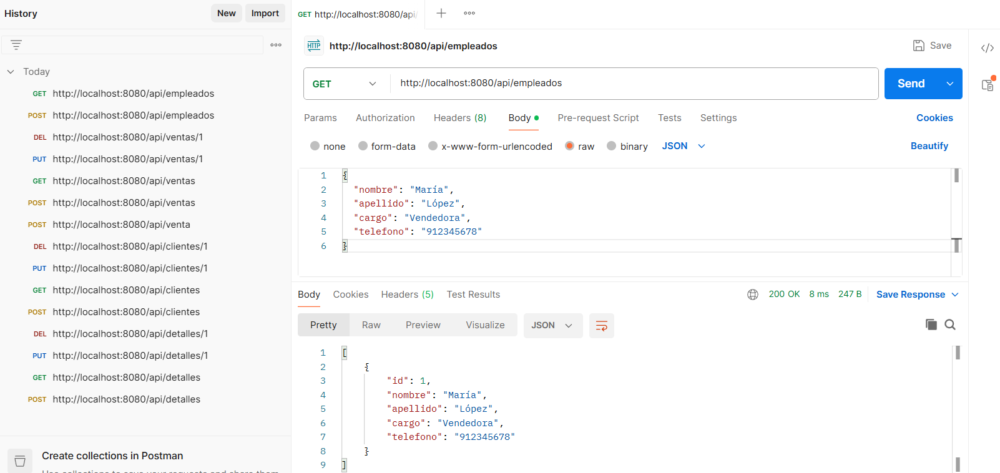 History
New
Import
Today
GET http://localhost:8080/api/empleados
POST http://localhost:8080/api/empleados
DEL http://localhost:8080/api/ventas/1
PUT http://localhost:8080/api/ventas/1
GET http://localhost:8080/api/ventas
POST http://localhost:8080/api/ventas
POST http://localhost:8080/api/venta
DEL http://localhost:8080/api/clientes/1
PUT http://localhost:8080/api/clientes/1
GET http://localhost:8080/api/clientes
POST http://localhost:8080/api/clientes
DEL http://localhost:8080/api/detalles/1
PUT http://localhost:8080/api/detalles/1
GET http://localhost:8080/api/detalles
POST http://localhost:8080/api/detalles
Create collections in Postman
Use collections to save your requests and share them
GET http://localhost:8080/api/
HTTP http://localhost:8080/api/empleados
Save
GET http://localhost:8080/api/empleados
Send
Params Authorization Headers (8) Body Pre-request Script Tests Settings Cookies
none form-data x-www-form-urlencoded raw binary JSON Beautify
1 {
2 "nombre": "María",
3 "apellido": "López",
4 "cargo": "Vendedora",
5 "telefono": "912345678"
6 }
Body Cookies Headers (5) Test Results 200 OK 8 ms 247 B Save Response
Pretty Raw Preview Visualize JSON
1 [
2 {
3 "id": 1,
4 "nombre": "María",
5 "apellido": "López",
6 "cargo": "Vendedora",
7 "telefono": "912345678"
8 }
9 ]